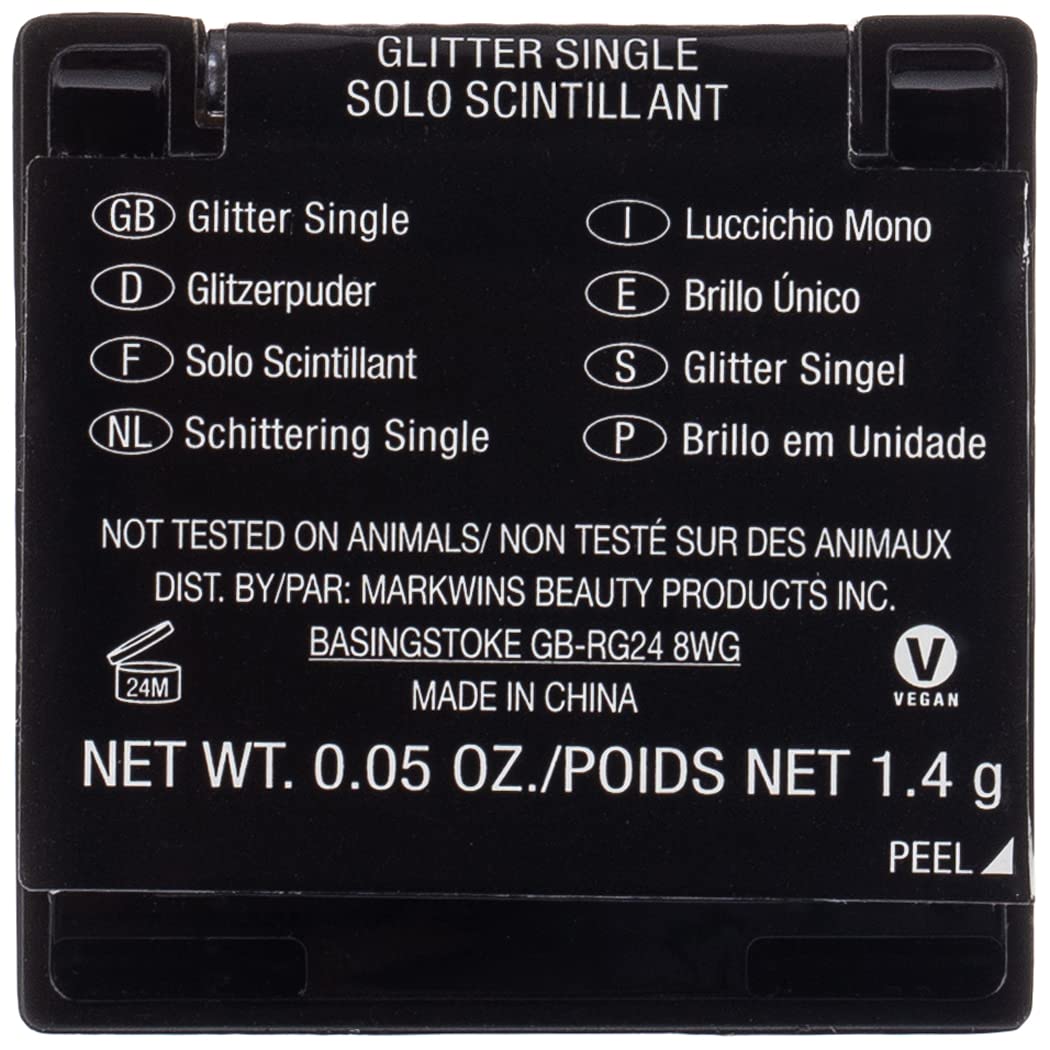 GLITTER SINGLE
SOLO SCINTILLANT
GB Glitter Single
D Glitzerpuder
F Solo Scintillant
NL Schittering Single
I Luccichio Mono
E Brillo Único
S Glitter Singel
P Brillo em Unidade
NOT TESTED ON ANIMALS/ NON TESTÉ SUR DES ANIMAUX
DIST. BY/PAR: MARKWINS BEAUTY PRODUCTS INC.
BASINGSTOKE GB-RG24 8WG
MADE IN CHINA
24M
V
VEGAN
NET WT. 0.05 OZ./POIDS NET 1.4 g
PEEL